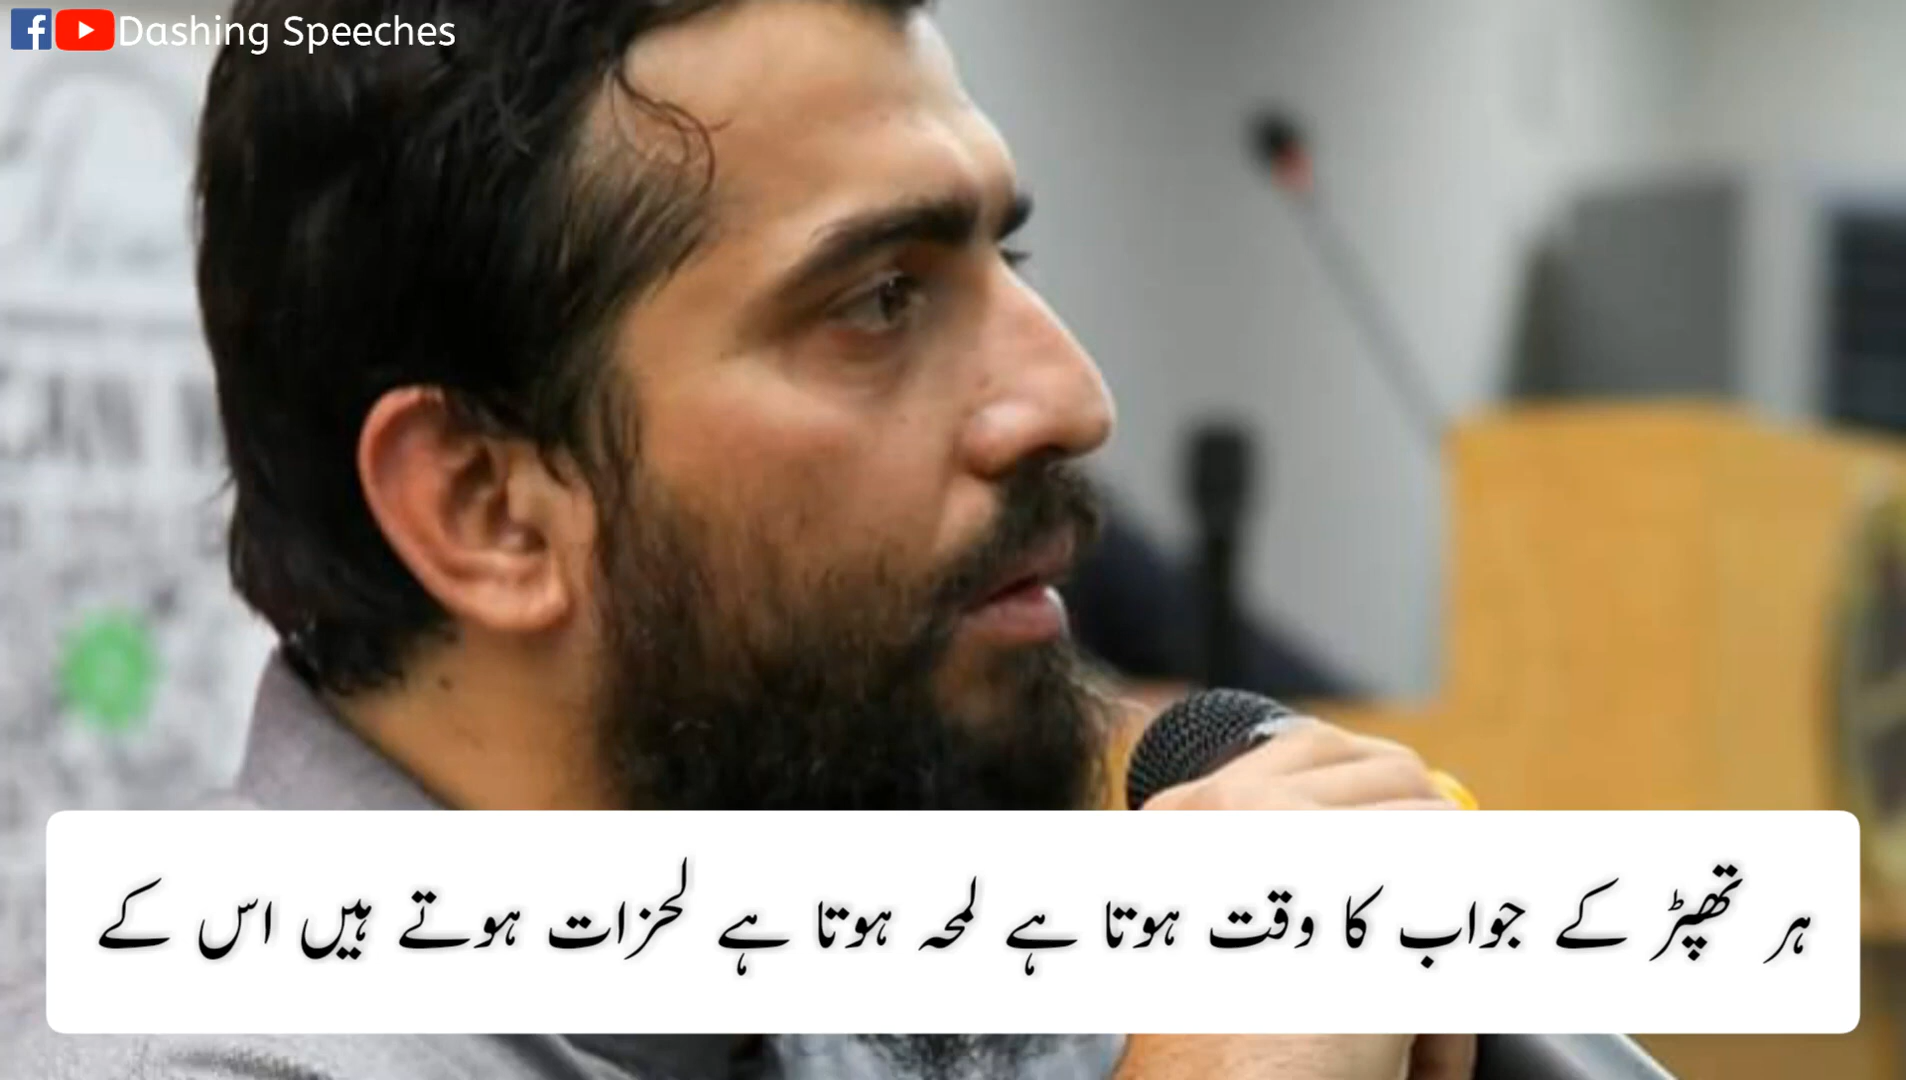 Dashing Speeches
ہر تھپڑ کے جواب کا وقت ہوتا ہے لمحہ ہوتا ہے لحزات ہوتے ہیں اس کے